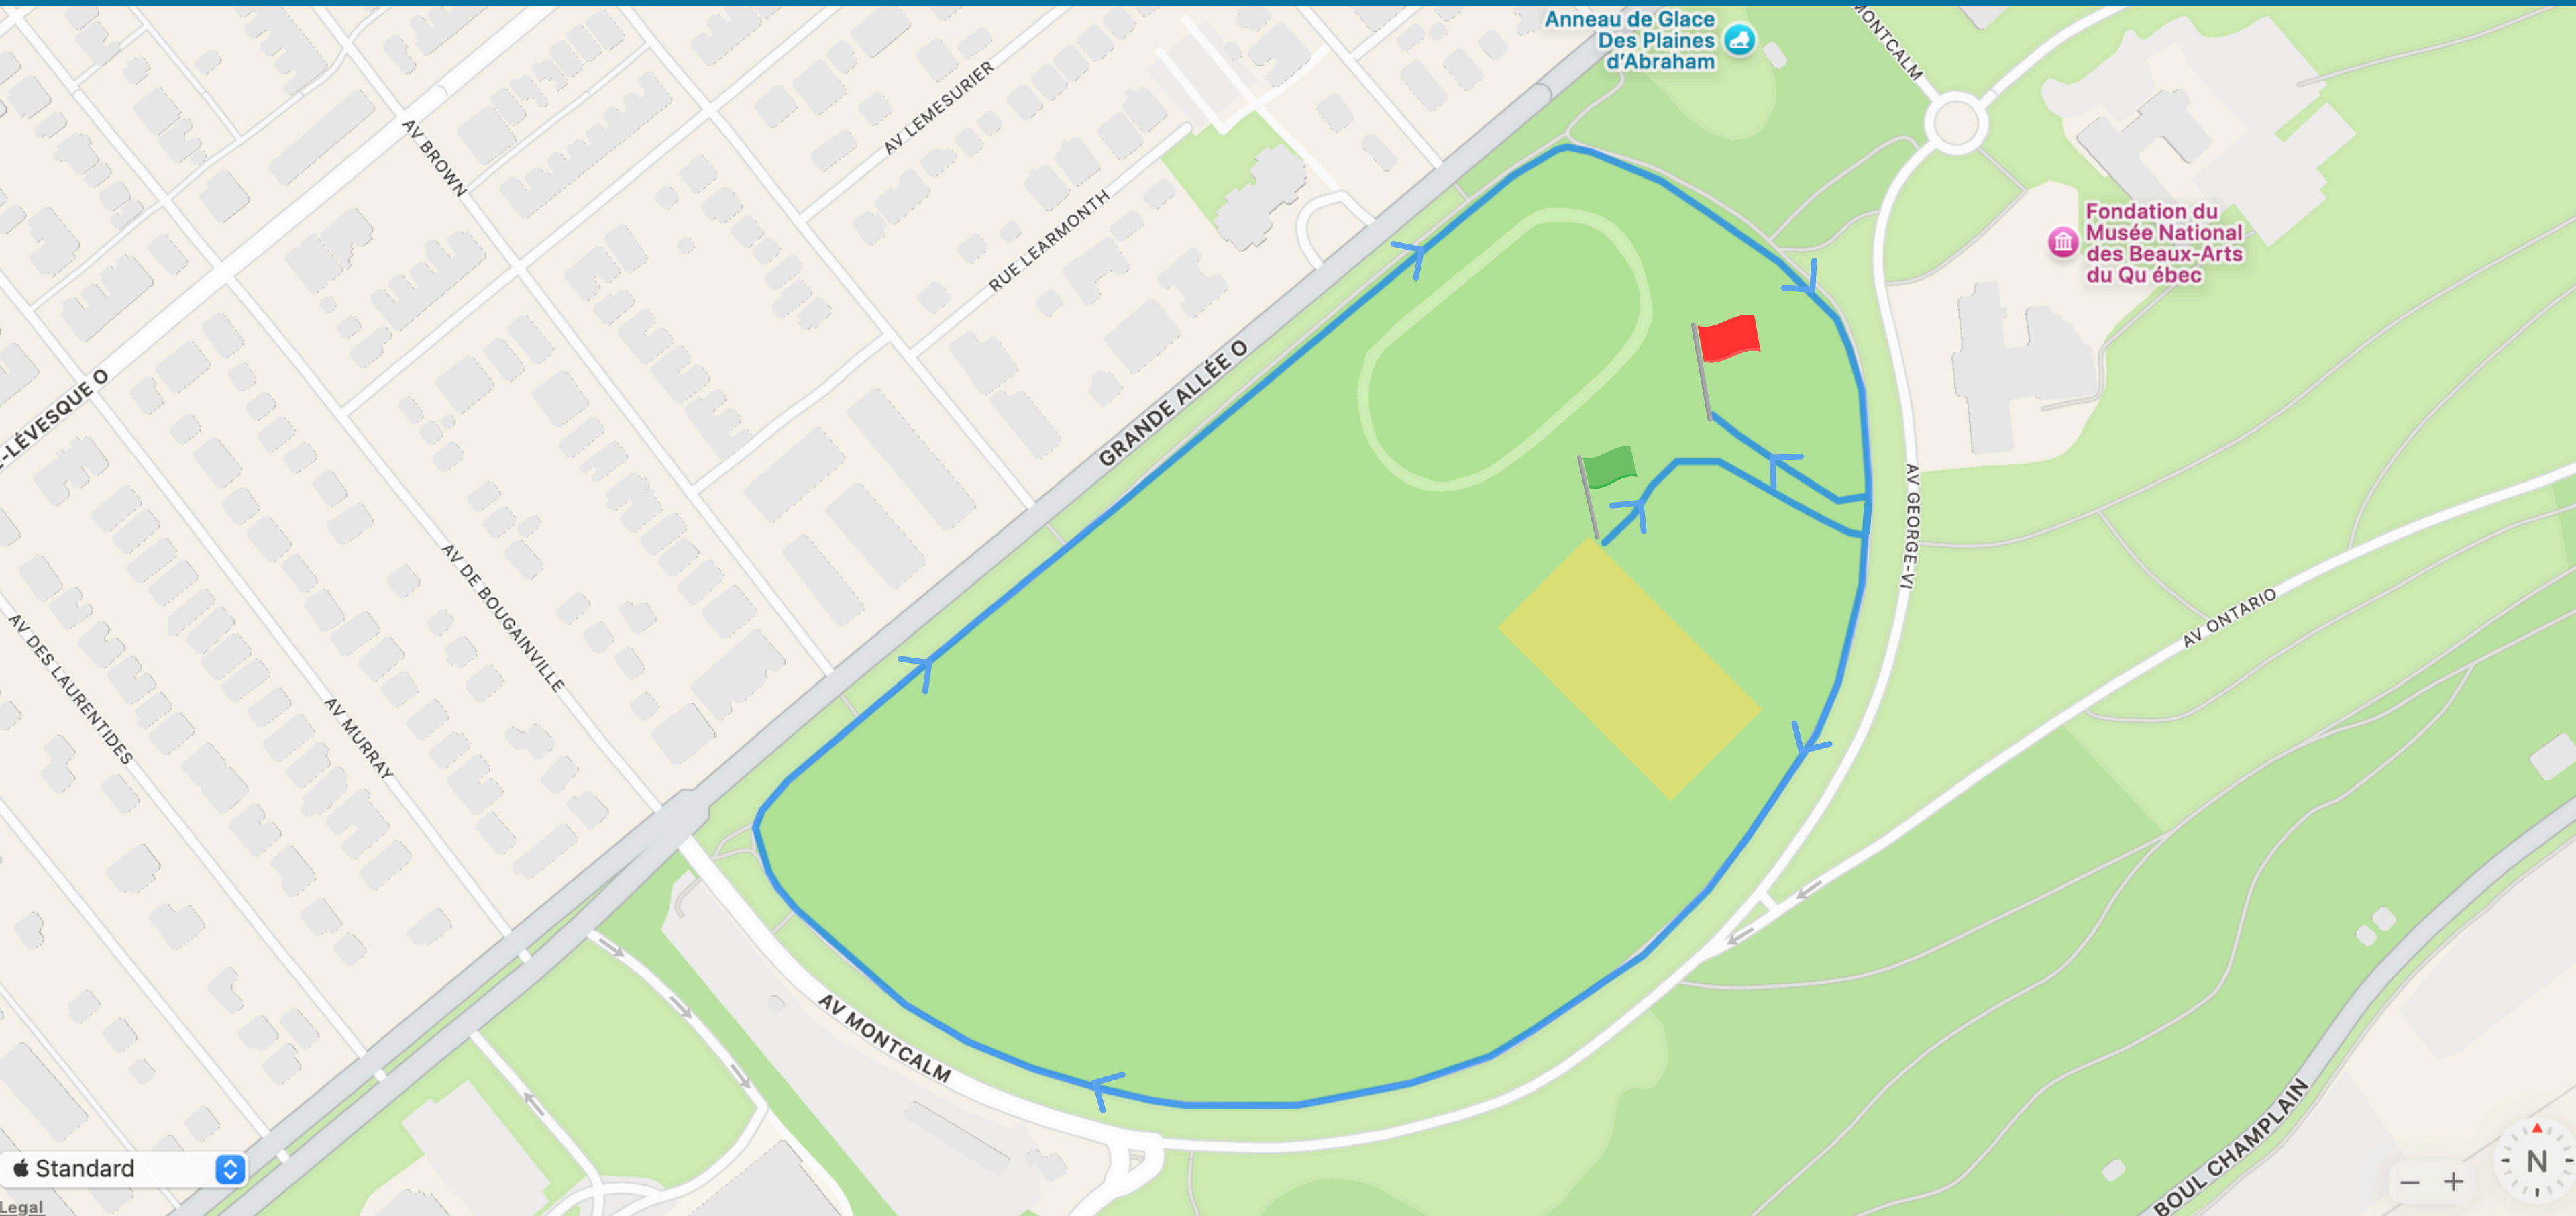 Anneau de Glace
Des Plaines
d'Abraham
MONTCALM
AV LEMESURIER
AV BROWN
Fondation du
Musée National
des Beaux-Arts
du Qu ébec
RUE LEARMONTH
GRANDE ALLÉE O
-LÉVESQUE O
AV GEORGE-VI
AV DE BOUGAINVILLE
AV ONTARIO
AV DES LAURENTIDES
AV MURRAY
AV MONTCALM
BOUL CHAMPLAIN
Standard
N
Legal